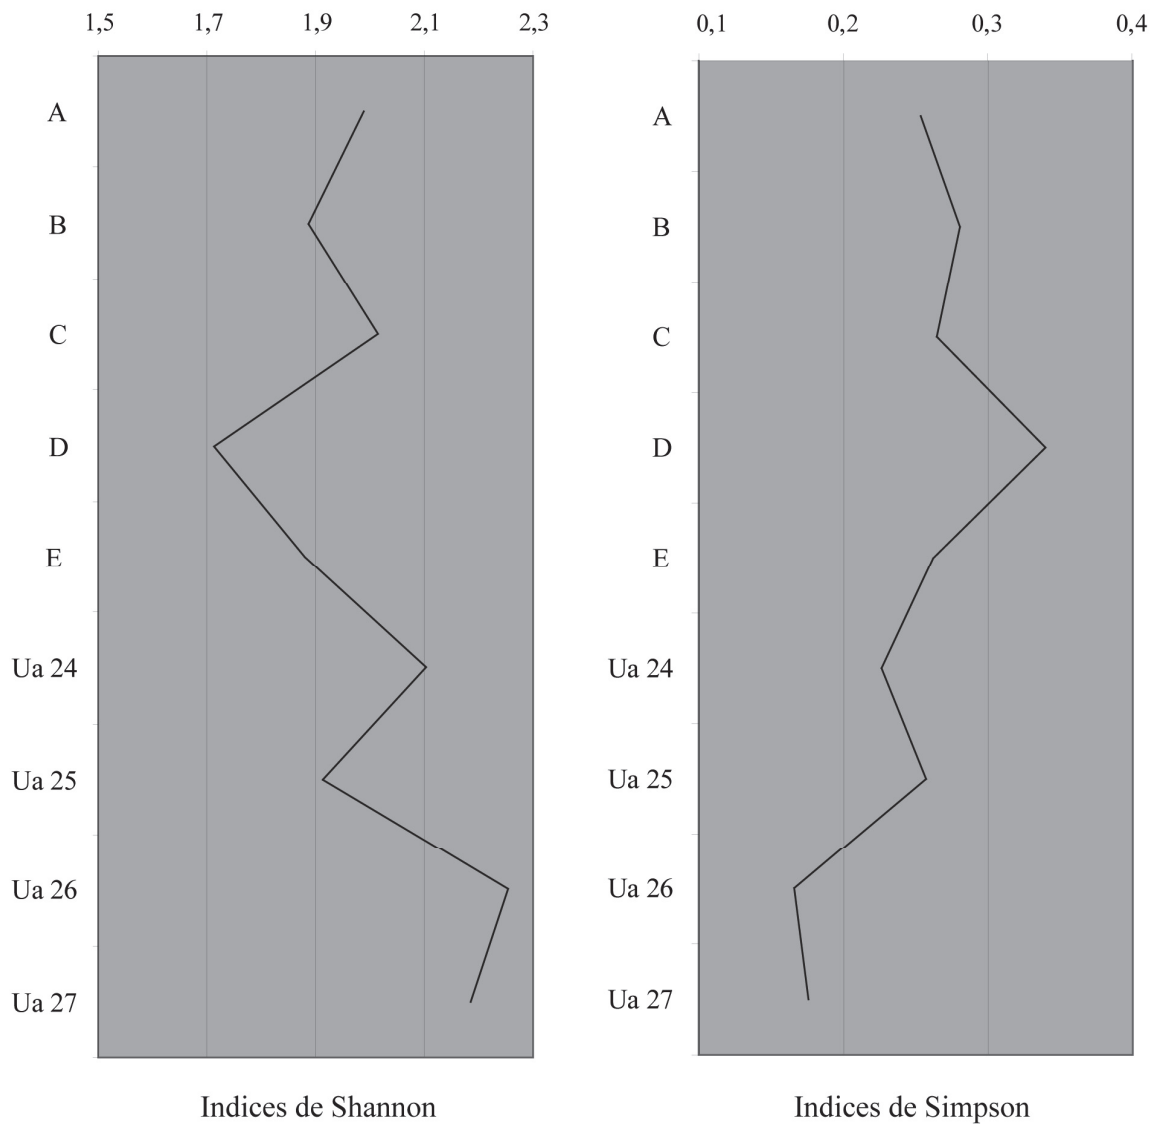 1,5 1,7 1,9 2,1 2,3
A
B
C
D
E
Ua 24
Ua 25
Ua 26
Ua 27
Indices de Shannon
0,1 0,2 0,3 0,4
A
B
C
D
E
Ua 24
Ua 25
Ua 26
Ua 27
Indices de Simpson